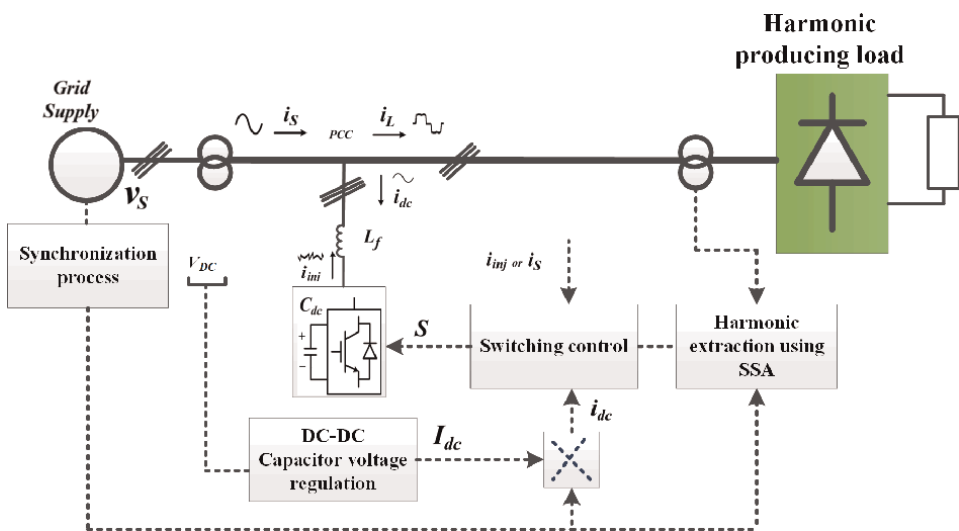 Harmonic
producing load
Grid
Supply
i_S
PCC
i_L
v_S
i_dc
L_f
Synchronization
process
V_DC
i_inj
i_inj or i_S
C_dc
+
−
S
Switching control
Harmonic
extraction using
SSA
i_dc
DC-DC
Capacitor voltage
regulation
I_dc